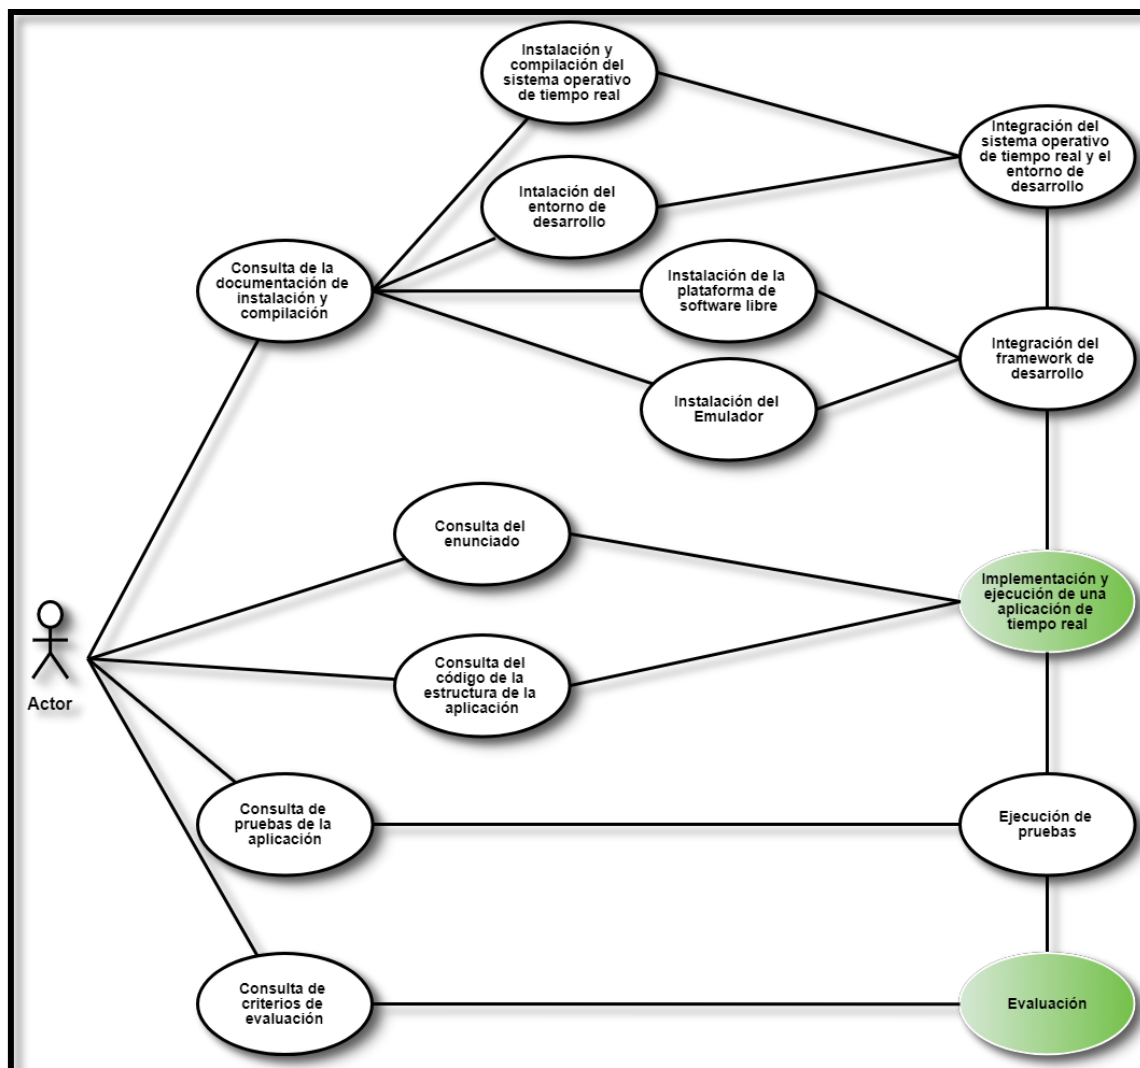 Instalación y
compilación del
sistema operativo
de tiempo real
Integración del
sistema operativo
de tiempo real y el
entorno de
desarrollo
Intalación del
entorno de
desarrollo
Consulta de la
documentación de
instalación y
compilación
Instalación de la
plataforma de
software libre
Integración del
framework de
desarrollo
Instalación del
Emulador
Consulta del
enunciado
Implementación y
ejecución de una
aplicación de
tiempo real
Consulta del
código de la
estructura de la
aplicación
Actor
Consulta de
pruebas de la
aplicación
Ejecución de
pruebas
Consulta de
criterios de
evaluación
Evaluación